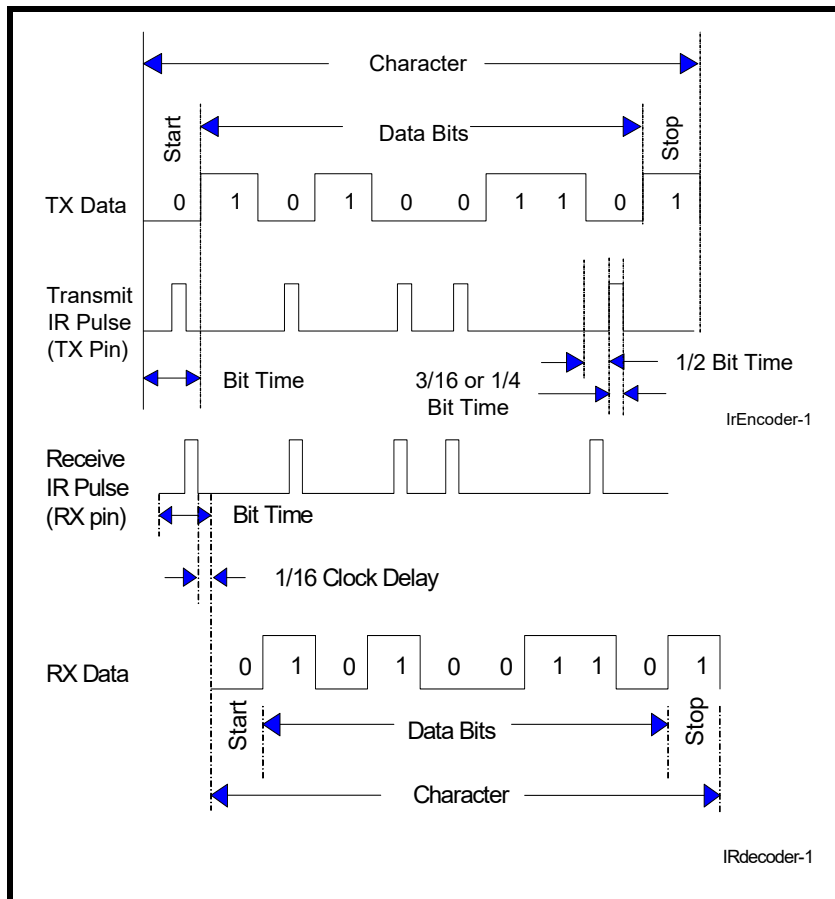 Character
Start
Data Bits
Stop
TX Data
0 1 0 1 0 0 1 1 0 1
Transmit
IR Pulse
(TX Pin)
Bit Time
3/16 or 1/4
Bit Time
1/2 Bit Time
IrEncoder-1
Receive
IR Pulse
(RX pin)
Bit Time
1/16 Clock Delay
RX Data
0 1 0 1 0 0 1 1 0 1
Start
Data Bits
Stop
Character
IRdecoder-1